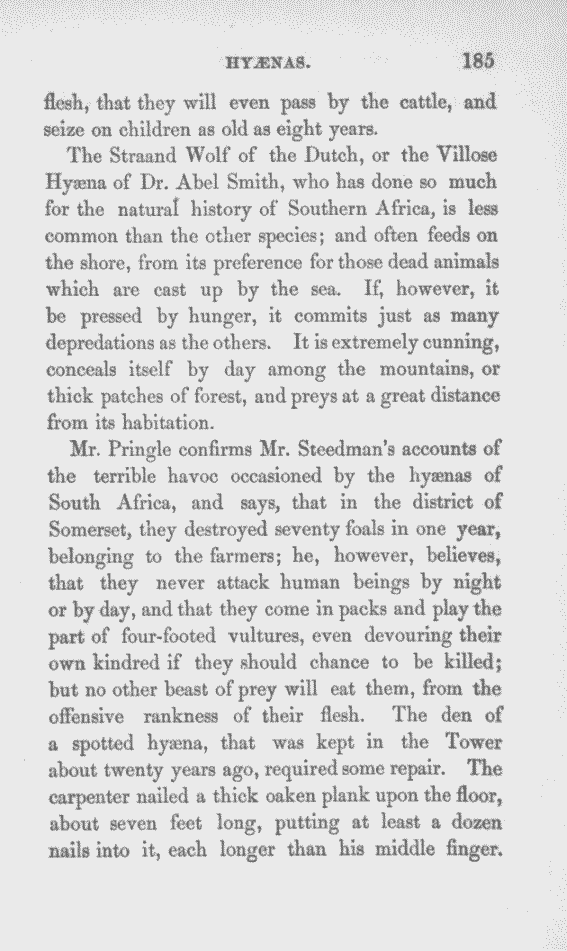 HYÆNAS. 185
flesh, that they will even pass by the cattle, and
seize on children as old as eight years.
The Straand Wolf of the Dutch, or the Villose
Hyæna of Dr. Abel Smith, who has done so much
for the natural history of Southern Africa, is less
common than the other species; and often feeds on
the shore, from its preference for those dead animals
which are cast up by the sea. If, however, it
be pressed by hunger, it commits just as many
depredations as the others. It is extremely cunning,
conceals itself by day among the mountains, or
thick patches of forest, and preys at a great distance
from its habitation.
Mr. Pringle confirms Mr. Steedman's accounts of
the terrible havoc occasioned by the hyænas of
South Africa, and says, that in the district of
Somerset, they destroyed seventy foals in one year,
belonging to the farmers; he, however, believes,
that they never attack human beings by night
or by day, and that they come in packs and play the
part of four-footed vultures, even devouring their
own kindred if they should chance to be killed;
but no other beast of prey will eat them, from the
offensive rankness of their flesh. The den of
a spotted hyæna, that was kept in the Tower
about twenty years ago, required some repair. The
carpenter nailed a thick oaken plank upon the floor,
about seven feet long, putting at least a dozen
nails into it, each longer than his middle finger.